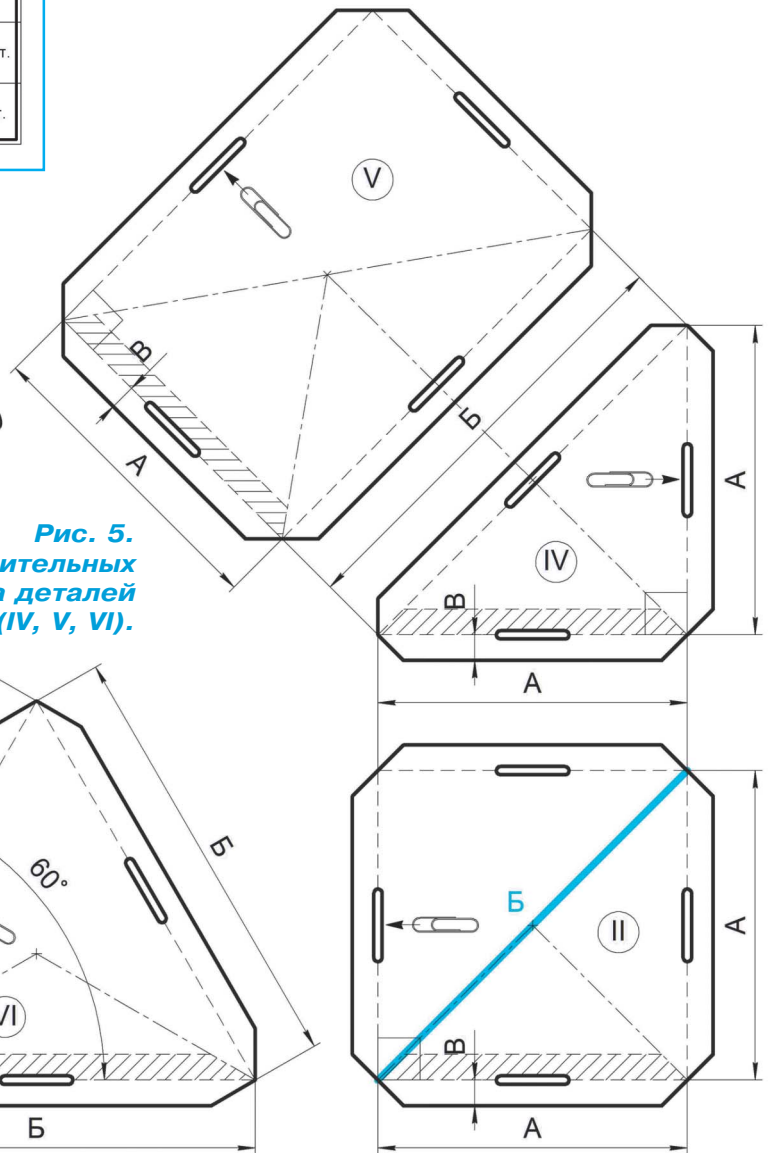 т.
т.
V
В
А
Б
Рис. 5.
ительных
а деталей
(IV, V, VI).
IV
В
А
А
60°
Б
VI
Б
Б
II
В
А
А